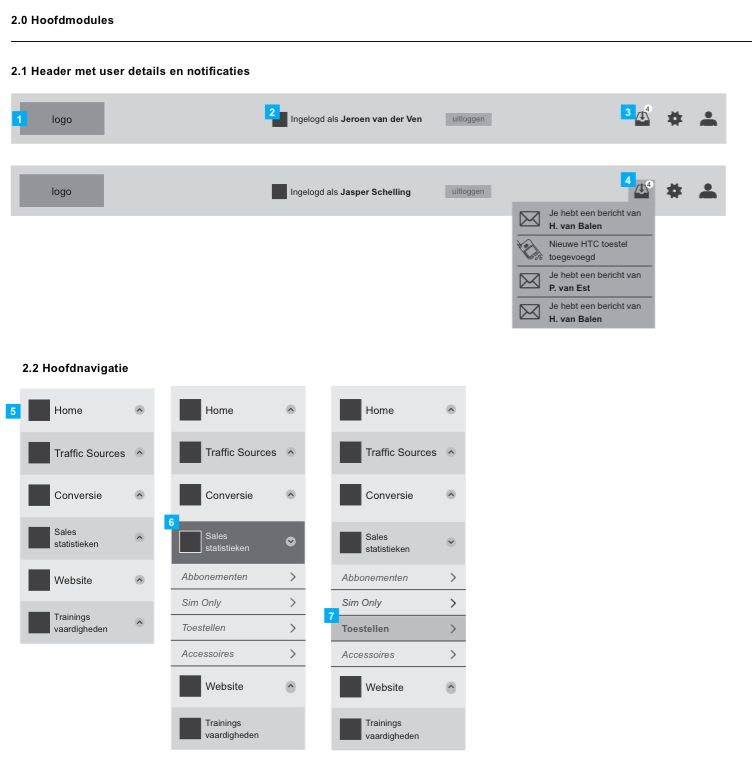 2.0 Hoofdmodules
2.1 Header met user details en notificaties
1
logo
2
Ingelogd als Jeroen van der Ven
uitloggen
3
4
logo
Ingelogd als Jasper Schelling
uitloggen
4
4
Je hebt een bericht van
H. van Balen
Nieuwe HTC toestel
toegevoegd
Je hebt een bericht van
P. van Est
Je hebt een bericht van
H. van Balen
2.2 Hoofdnavigatie
5
Home
Traffic Sources
Conversie
Sales
statistieken
Website
Trainings
vaardigheden
Home
Traffic Sources
Conversie
6
Sales
statistieken
Abbonementen
Sim Only
Toestellen
Accessoires
Website
Trainings
vaardigheden
Home
Traffic Sources
Conversie
Sales
statistieken
Abbonementen
Sim Only
7
Toestellen
Accessoires
Website
Trainings
vaardigheden